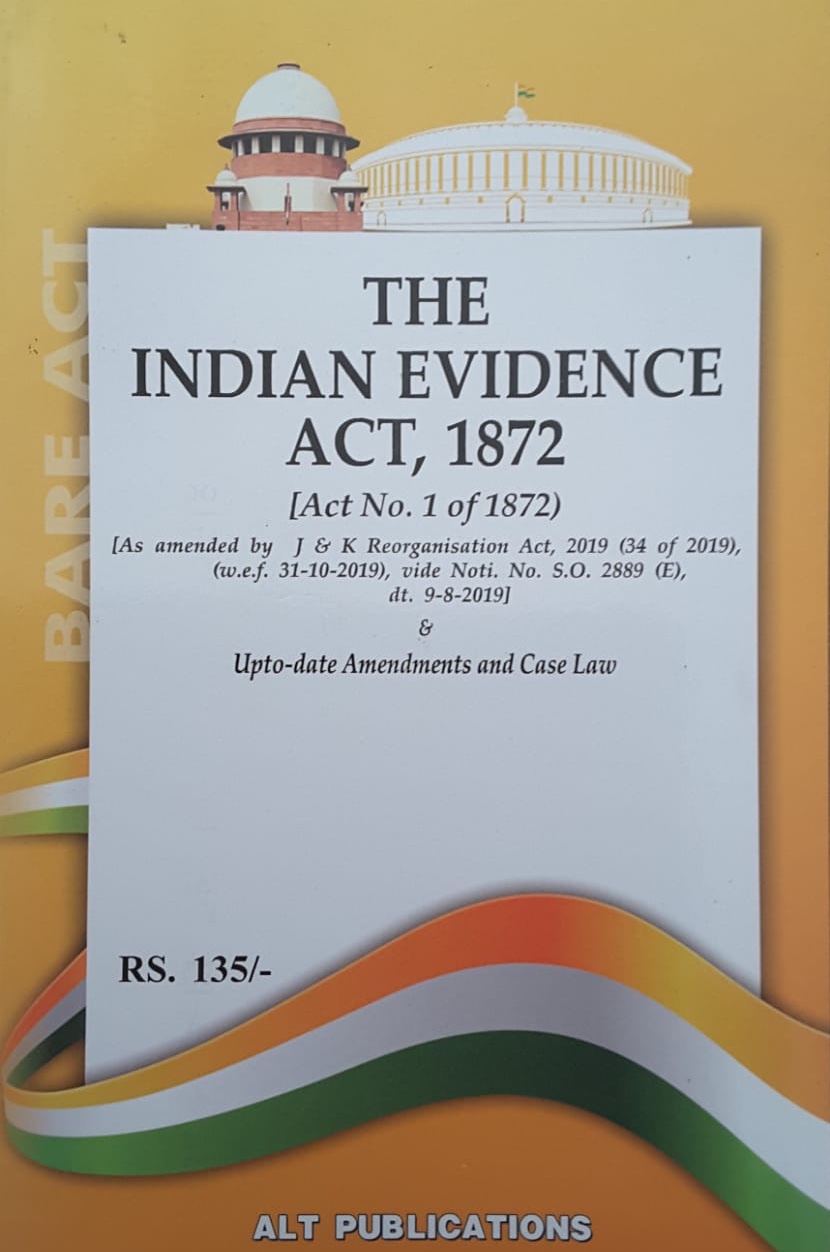 BARE ACT
THE
INDIAN EVIDENCE
ACT, 1872
[Act No. 1 of 1872)
[As amended by J & K Reorganisation Act, 2019 (34 of 2019),
(w.e.f. 31-10-2019), vide Noti. No. S.O. 2889 (E),
dt. 9-8-2019]
&
Upto-date Amendments and Case Law
RS. 135/-
ALT PUBLICATIONS